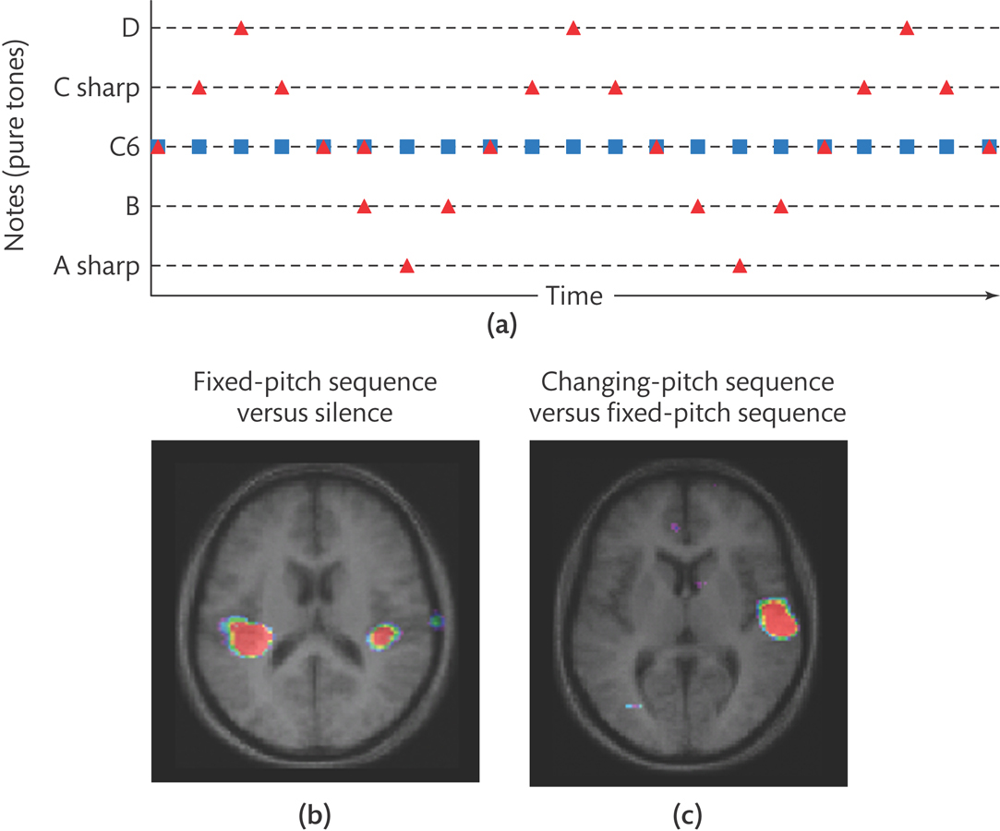 Notes (pure tones)
D
C sharp
C6
B
A sharp
Time
(a)
Fixed-pitch sequence
versus silence
Changing-pitch sequence
versus fixed-pitch sequence
(b)
(c)